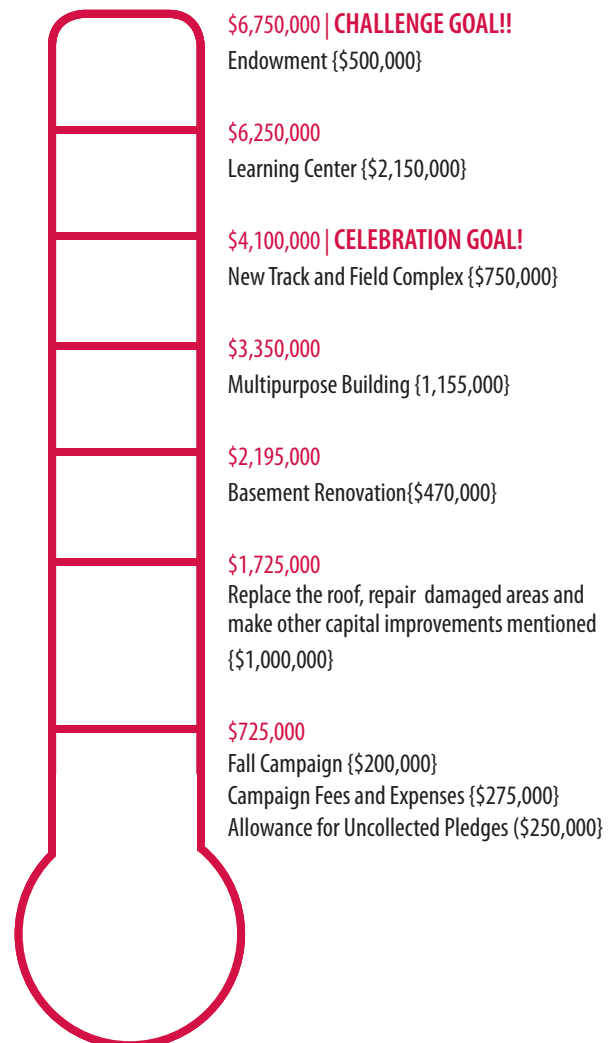 $6,750,000 | CHALLENGE GOAL!!
Endowment {$500,000}
$6,250,000
Learning Center {$2,150,000}
$4,100,000 | CELEBRATION GOAL!
New Track and Field Complex {$750,000}
$3,350,000
Multipurpose Building {1,155,000}
$2,195,000
Basement Renovation{$470,000}
$1,725,000
Replace the roof, repair damaged areas and
make other capital improvements mentioned
{$1,000,000}
$725,000
Fall Campaign {$200,000}
Campaign Fees and Expenses {$275,000}
Allowance for Uncollected Pledges ($250,000}